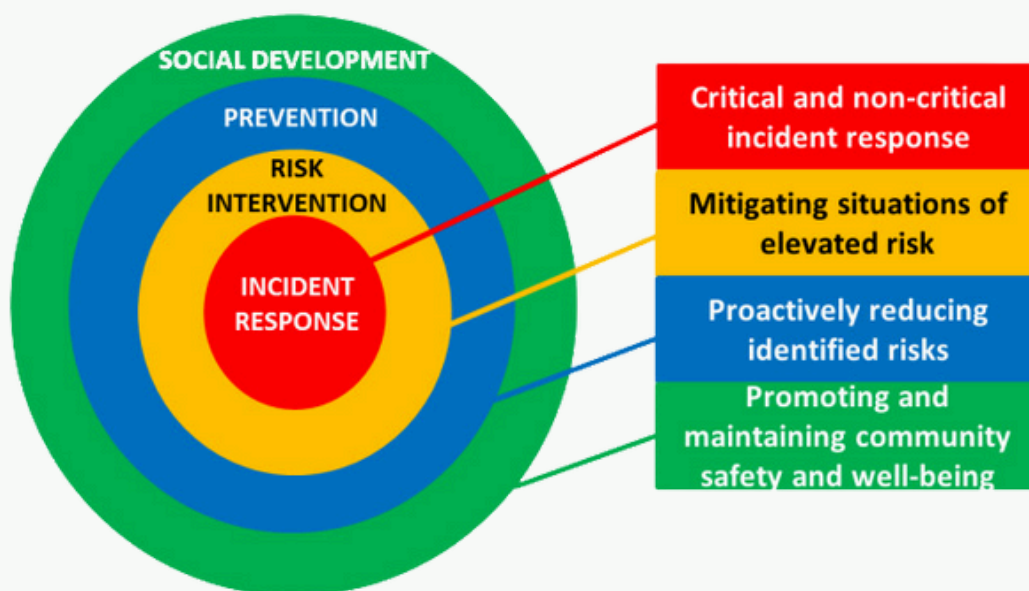 SOCIAL DEVELOPMENT
PREVENTION
RISK
INTERVENTION
INCIDENT
RESPONSE
Critical and non-critical
incident response
Mitigating situations of
elevated risk
Proactively reducing
identified risks
Promoting and
maintaining community
safety and well-being